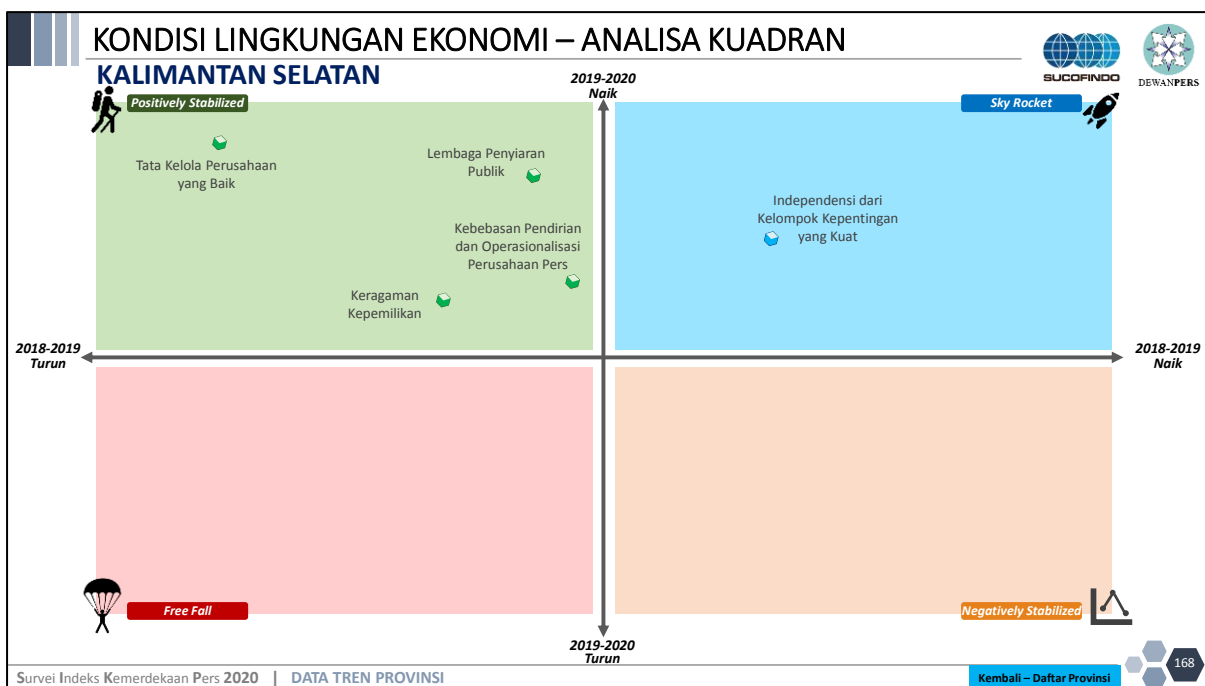 KONDISI LINGKUNGAN EKONOMI – ANALISA KUADRAN
KALIMANTAN SELATAN
SUCOFINDO
DEWANPERS
2019-2020
Naik
Positively Stabilized
Sky Rocket
Tata Kelola Perusahaan
yang Baik
Lembaga Penyiaran
Publik
Kebebasan Pendirian
dan Operasionalisasi
Perusahaan Pers
Keragaman
Kepemilikan
Independensi dari
Kelompok Kepentingan
yang Kuat
2018-2019
Turun
2018-2019
Naik
Free Fall
Negatively Stabilized
2019-2020
Turun
Survei Indeks Kemerdekaan Pers 2020 | DATA TREN PROVINSI
Kembali – Daftar Provinsi
168